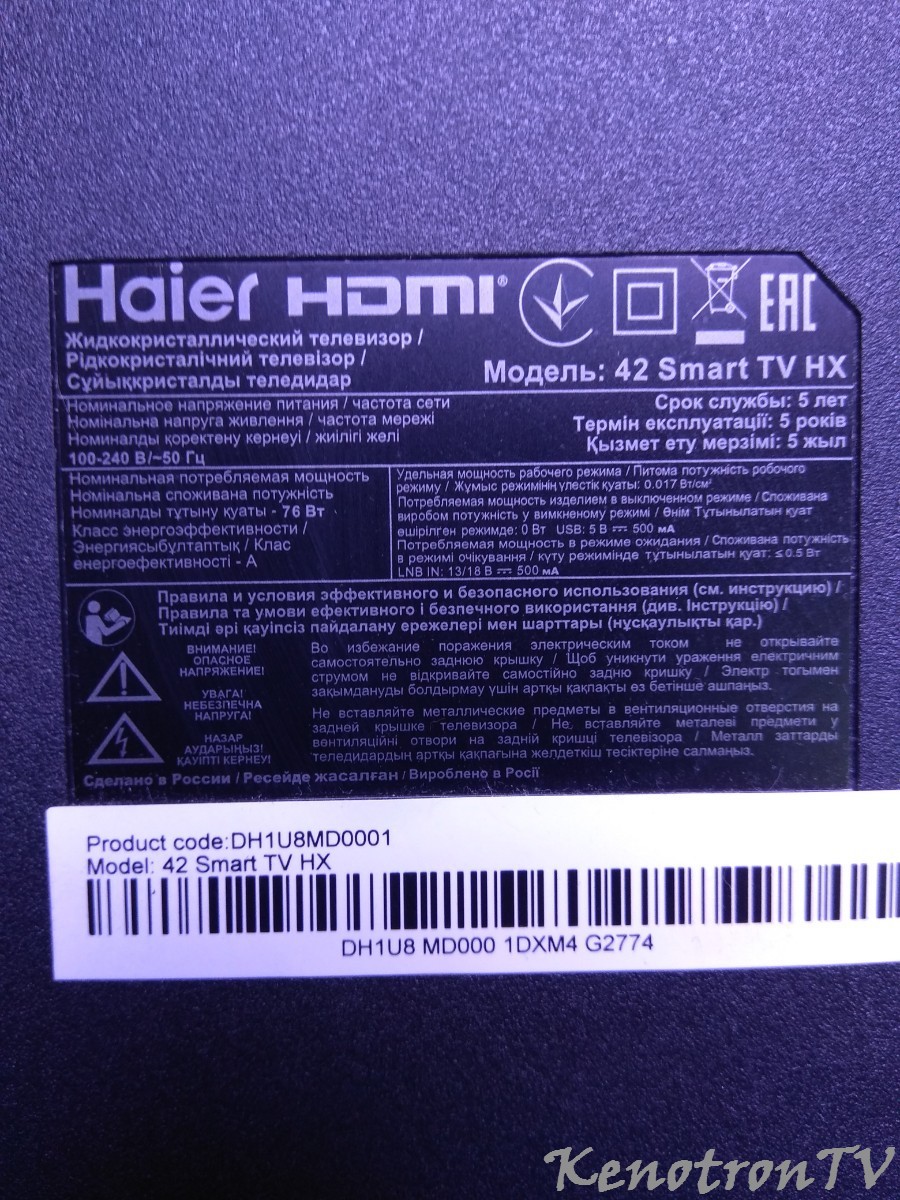 Haier HDMI®
EAC
Жидкокристаллический телевизор /
Рідкокристалічний телевізор /
Сұйыққристалды теледидар
Модель: 42 Smart TV HX
Номинальное напряжение питания / частота сети
Номінальна напруга живлення / частота мережі
Номиналды қоректену кернеуі / жиілігі желі
100-240 В/~50 Гц
Срок службы: 5 лет
Термін експлуатації: 5 років
Қызмет ету мерзімі: 5 жыл
Номинальная потребляемая мощность
Номінальна споживана потужність
Номиналды тұтыну қуаты - 76 Вт
Класс энергоэффективности /
Энергиясыбұлтаптық / Клас
енергоефективності - А
Удельная мощность рабочего режима / Питома потужність робочого
режиму / Жұмыс режимінің үлестік қуаты: 0.017 Вт/см²
Потребляемая мощность изделием в выключенном режиме / Споживана
виробом потужність у вимкненому режимі / Өнім Тұтынылатын қуат
өшірілген режимде: 0 Вт USB: 5 В ⎓ 500 мА
Потребляемая мощность в режиме ожидания / Споживана потужність
в режимі очікування / күту режимінде тұтынылатын қуат: ≤ 0.5 Вт
LNB IN: 13/18 В ⎓ 500 мА
Правила и условия эффективного и безопасного использования (см. инструкцию) /
Правила та умови ефективного і безпечного використання (див. Інструкцію) /
Тиімді әрі қауіпсіз пайдалану ережелері мен шарттары (нұсқаулықты қар.)
ВНИМАНИЕ!
ОПАСНОЕ
НАПРЯЖЕНИЕ!
УВАГА!
НЕБЕЗПЕЧНА
НАПРУГА!
НАЗАР
АУДАРЫҢЫЗ!
ҚАУІПТІ КЕРНЕУ!
Во избежание поражения электрическим током не открывайте
самостоятельно заднюю крышку / Щоб уникнути ураження електричним
струмом не відкривайте самостійно задню кришку / Электр тогымен
зақымдануды болдырмау үшін артқы қақпақты өз бетінше ашпаңыз.
Не вставляйте металлические предметы в вентиляционные отверстия на
задней крышке телевизора / Не вставляйте металеві предмети у
вентиляційні отвори на задній кришці телевізора / Металл заттарды
теледидардың артқы қақпағына желдеткіш тесіктеріне салмаңыз.
Сделано в России / Ресейде жасалған / Вироблено в Росії
Product code:DH1U8MD0001
Model: 42 Smart TV HX
DH1U8 MD000 1DXM4 G2774
KenotronTV